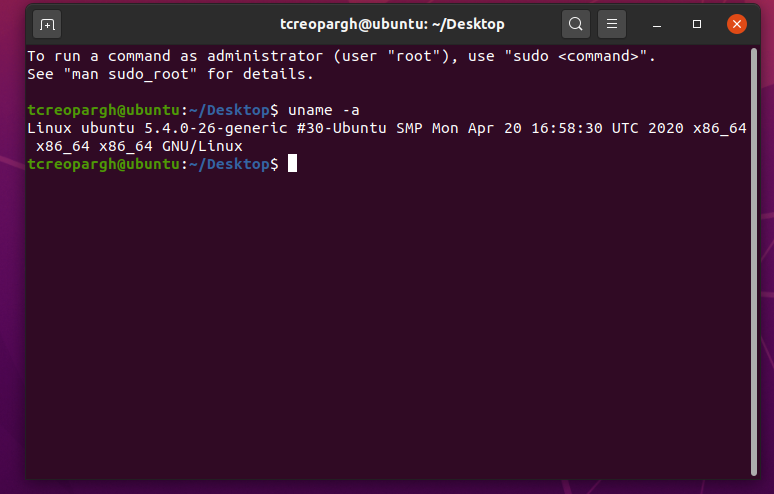 tcreopargh@ubuntu: ~/Desktop
To run a command as administrator (user "root"), use "sudo <command>".
See "man sudo_root" for details.
tcreopargh@ubuntu:~/Desktop$ uname -a
Linux ubuntu 5.4.0-26-generic #30-Ubuntu SMP Mon Apr 20 16:58:30 UTC 2020 x86_64
x86_64 x86_64 GNU/Linux
tcreopargh@ubuntu:~/Desktop$